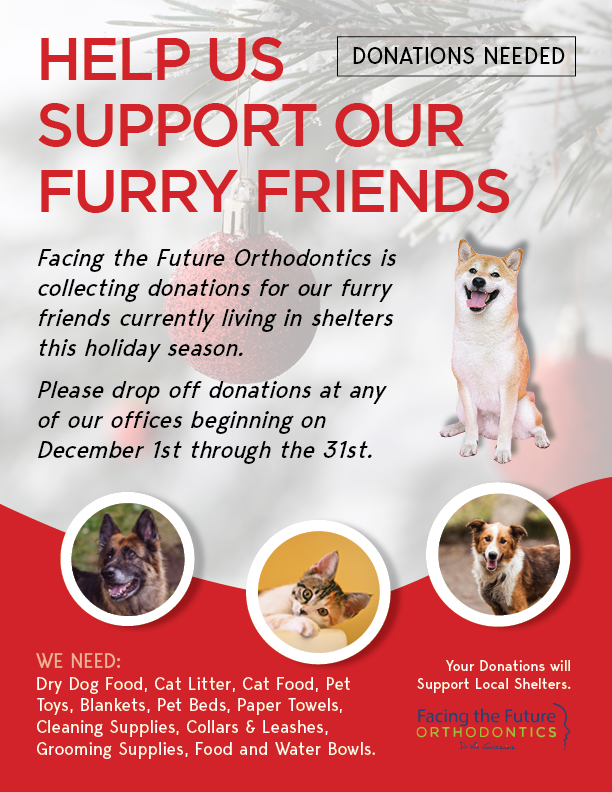 HELP US
DONATIONS NEEDED
SUPPORT OUR
FURRY FRIENDS
Facing the Future Orthodontics is
collecting donations for our furry
friends currently living in shelters
this holiday season.
Please drop off donations at any
of our offices beginning on
December 1st through the 31st.
WE NEED:
Dry Dog Food, Cat Litter, Cat Food, Pet
Toys, Blankets, Pet Beds, Paper Towels,
Cleaning Supplies, Collars & Leashes,
Grooming Supplies, Food and Water Bowls.
Your Donations will
Support Local Shelters.
Facing the Future
ORTHODONTICS